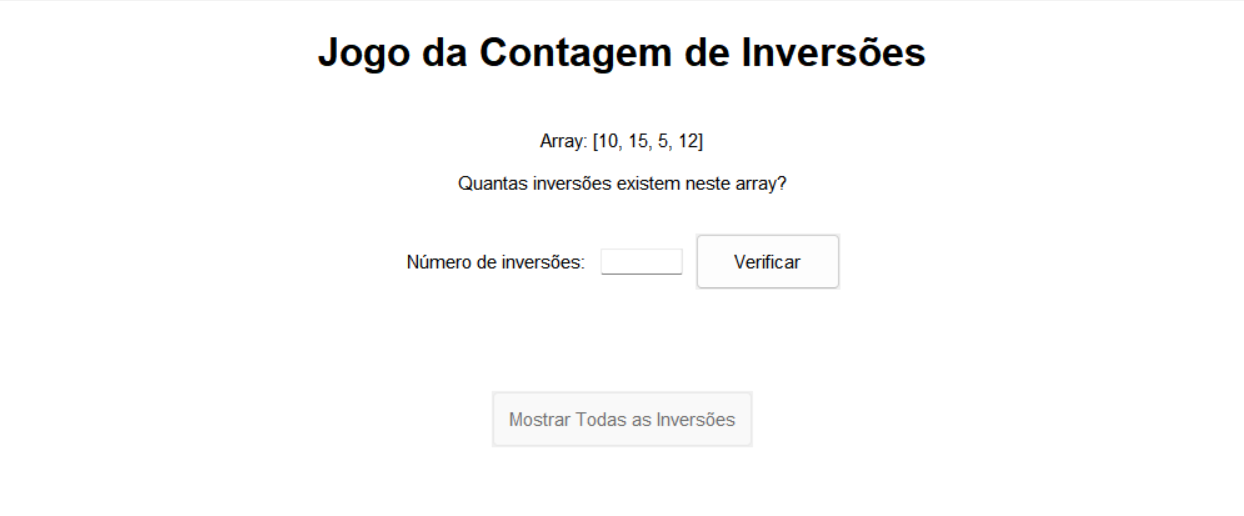 Jogo da Contagem de Inversões
Array: [10, 15, 5, 12]
Quantas inversões existem neste array?
Número de inversões: Verificar
Mostrar Todas as Inversões